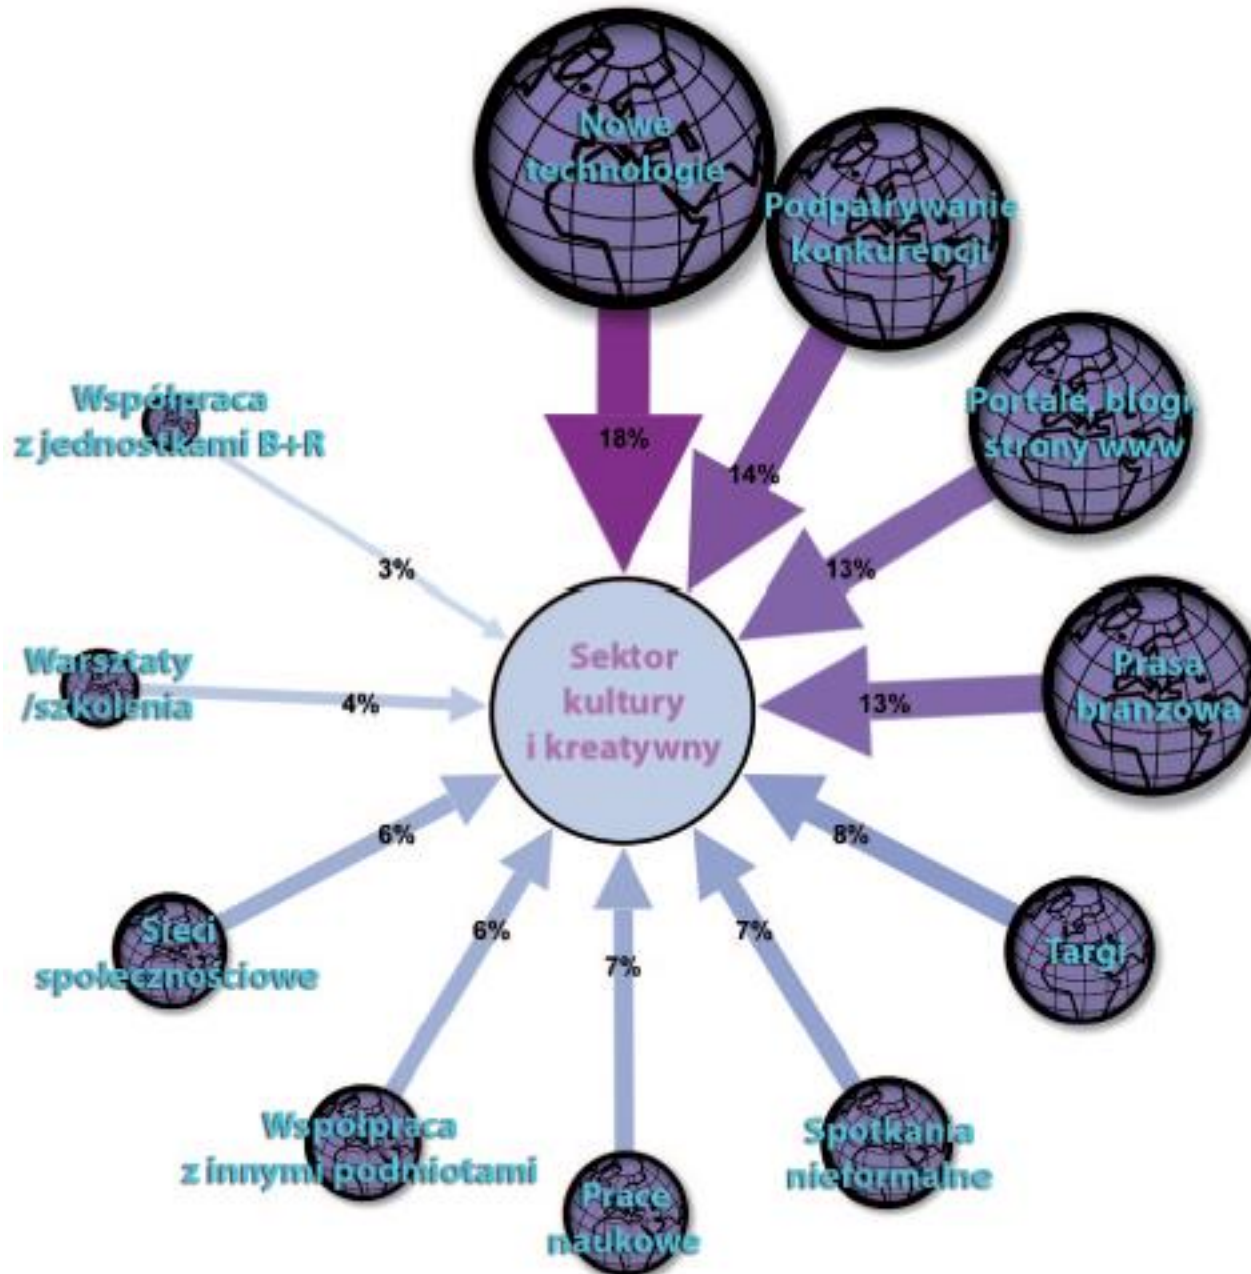 Nowe
technologie
Podpatrywanie
konkurencji
Portale, blogi,
strony www
Współpraca
z jednostkami B+R
18%
14%
13%
3%
Prasa
branżowa
Sektor
kultury
i kreatywny
Warsztaty
/szkolenia
4%
13%
6%
8%
6%
7%
7%
Sieci
społecznościowe
Targi
Współpraca
z innymi podmiotami
Spotkania
nieformalne
Prace
naukowe